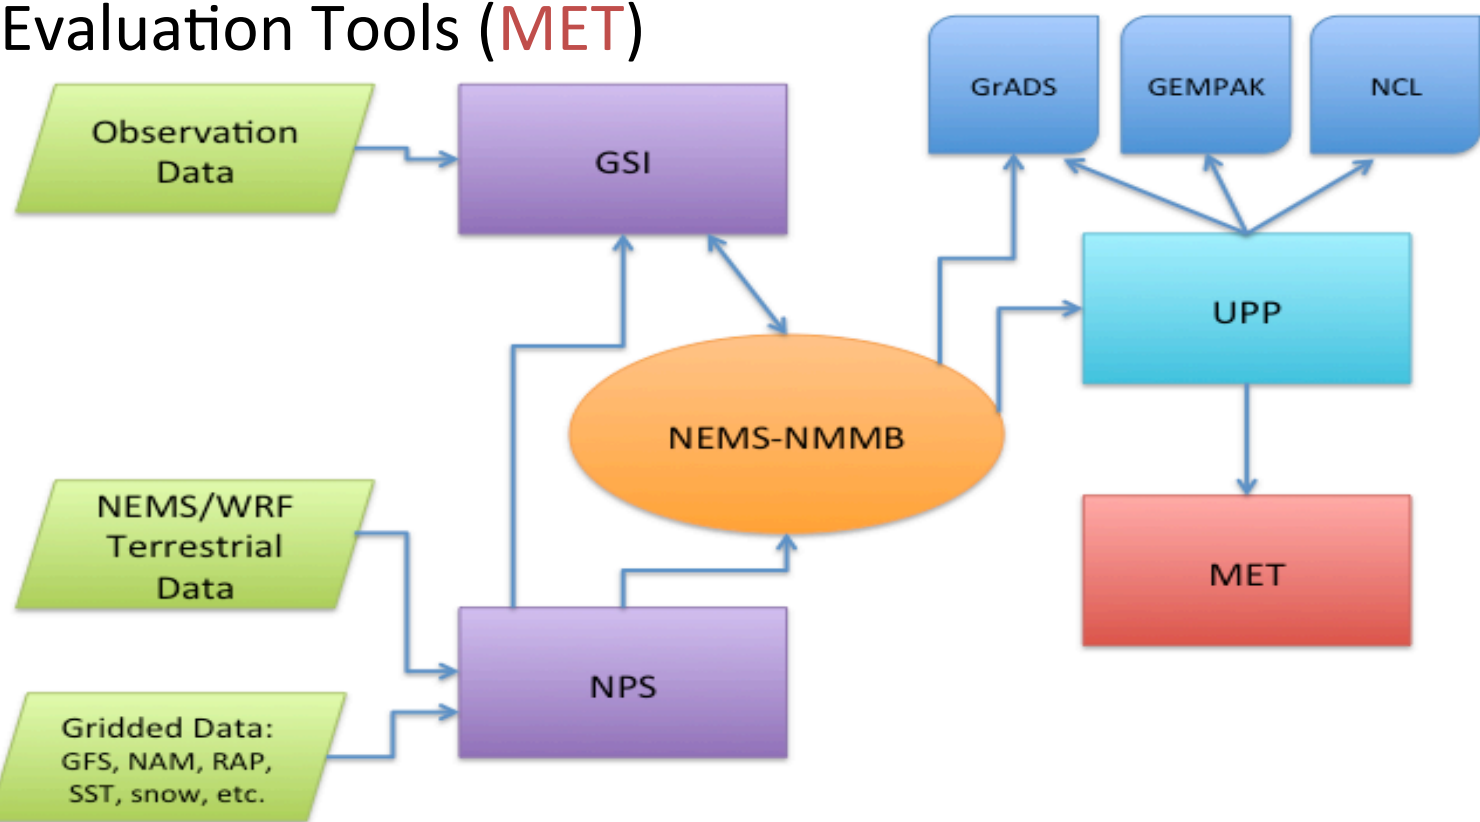 Evaluation Tools (MET)
GrADS
GEMPAK
NCL
Observation
Data
GSI
UPP
NEMS-NMMB
NEMS/WRF
Terrestrial
Data
MET
NPS
Gridded Data:
GFS, NAM, RAP,
SST, snow, etc.